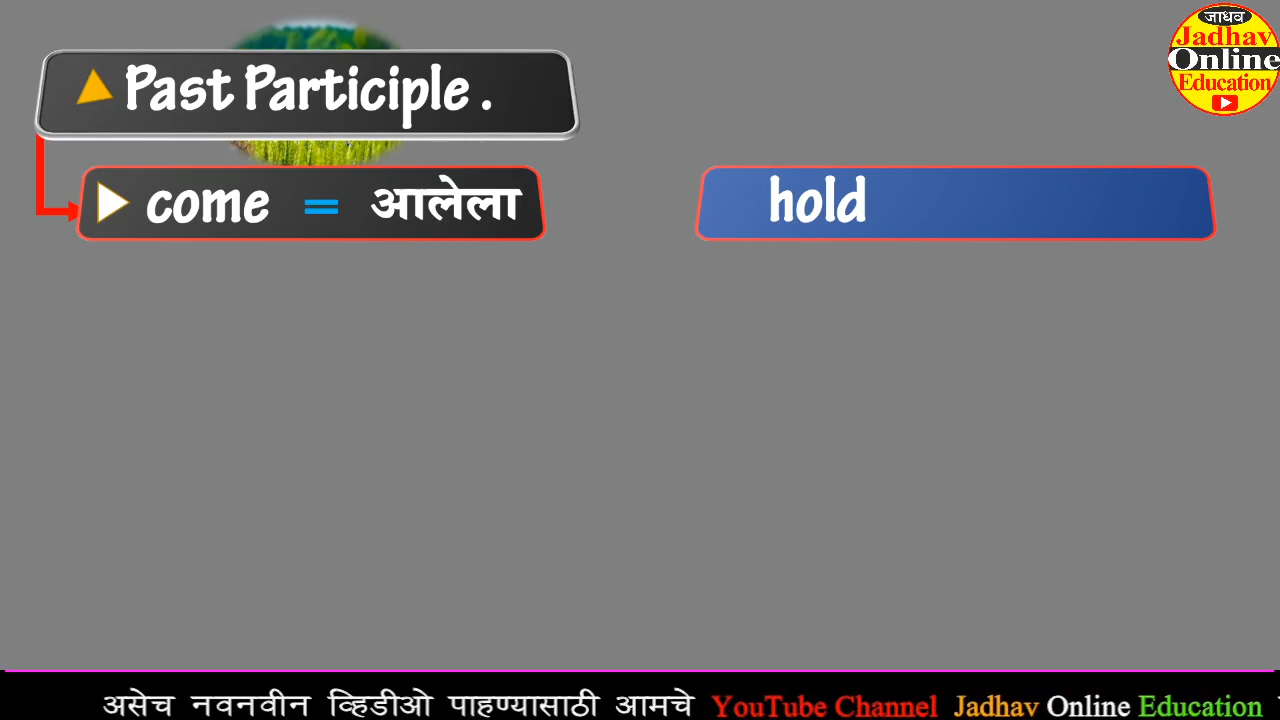 Past Participle .
come = आलेला
hold
जाधव
Jadhav
Online
Education
असेच नवनवीन व्हिडीओ पाहण्यासाठी आमचे YouTube Channel Jadhav Online Education